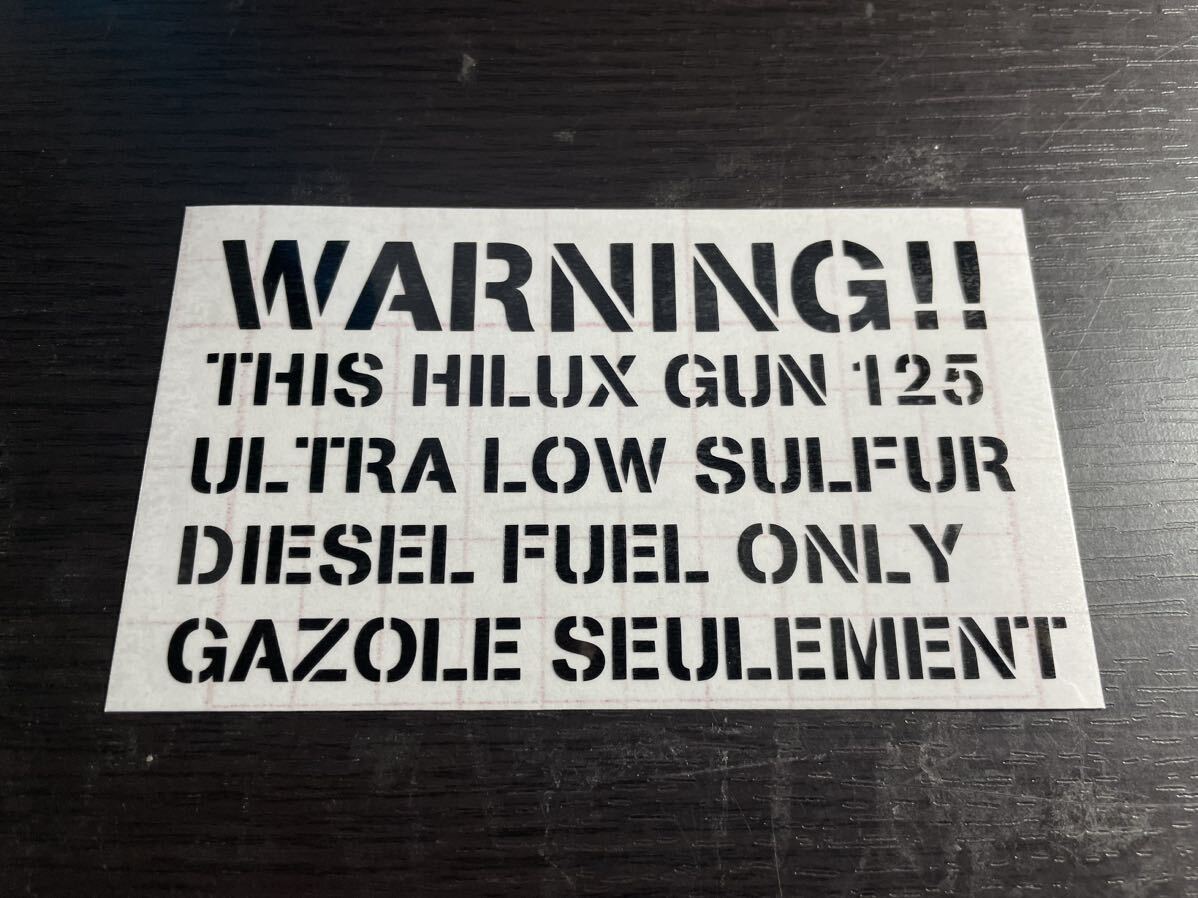 WARNING!!
THIS HILUX GUN 125
ULTRA LOW SULFUR
DIESEL FUEL ONLY
GAZOLE SEULEMENT